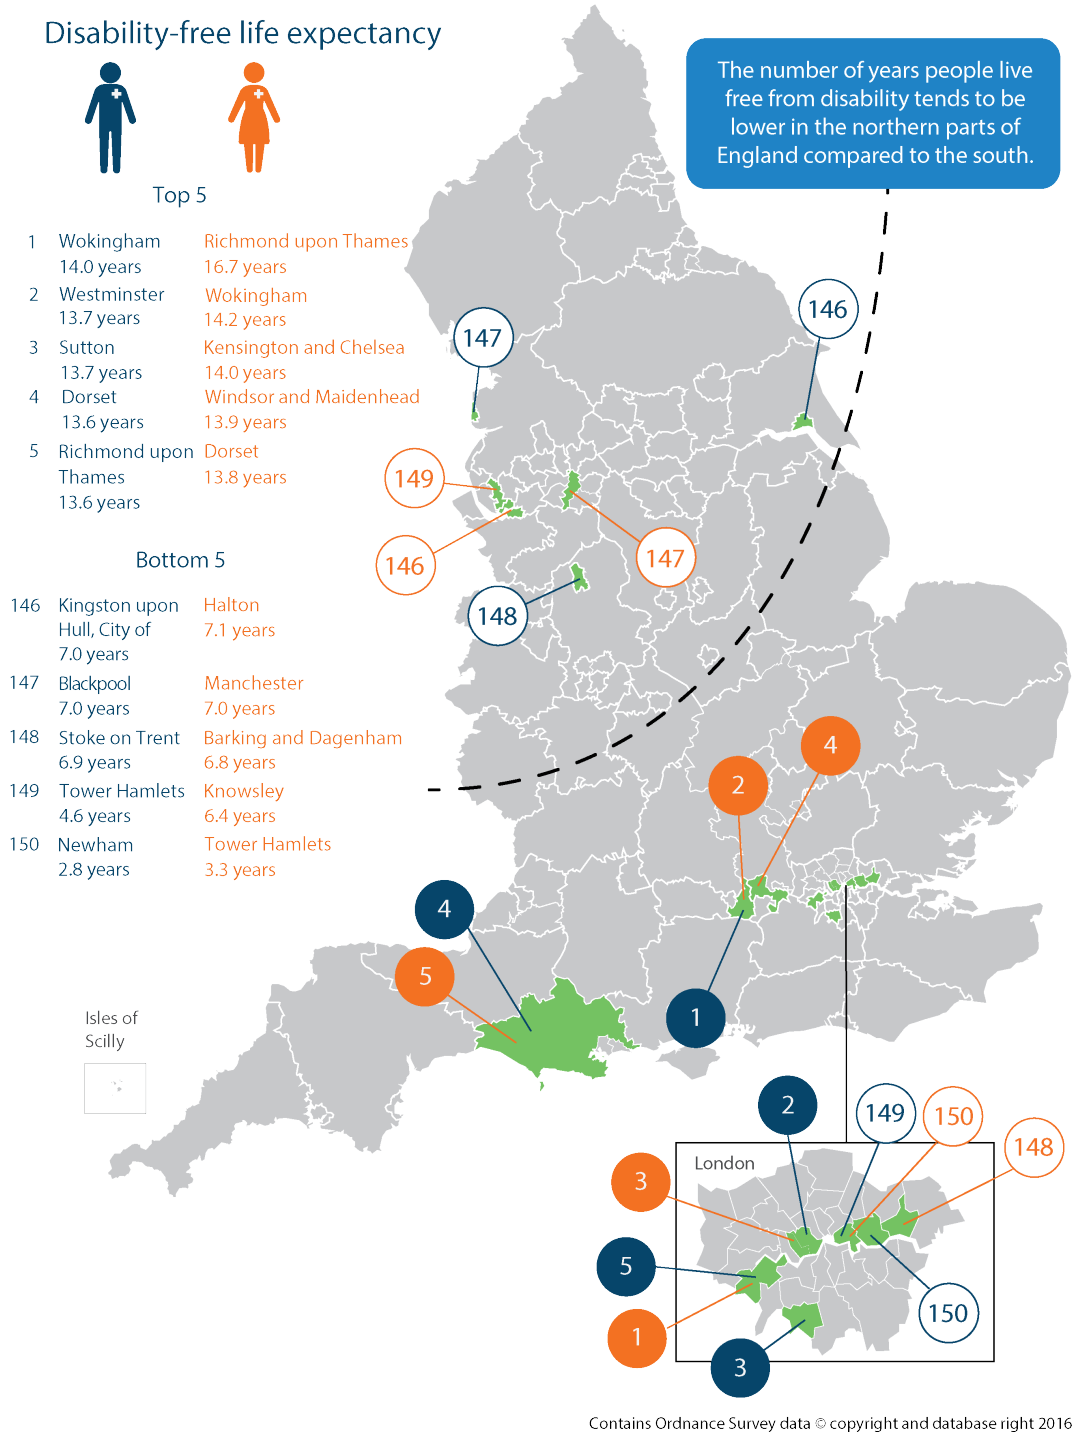 Disability-free life expectancy
The number of years people live
free from disability tends to be
lower in the northern parts of
England compared to the south.
Top 5
1 Wokingham Richmond upon Thames
14.0 years 16.7 years
2 Westminster Wokingham
13.7 years 14.2 years
3 Sutton Kensington and Chelsea
13.7 years 14.0 years
4 Dorset Windsor and Maidenhead
13.6 years 13.9 years
5 Richmond upon Dorset
Thames 13.8 years
13.6 years
Bottom 5
146 Kingston upon Halton
Hull, City of 7.1 years
7.0 years
147 Blackpool Manchester
7.0 years 7.0 years
148 Stoke on Trent Barking and Dagenham
6.9 years 6.8 years
149 Tower Hamlets Knowsley
4.6 years 6.4 years
150 Newham Tower Hamlets
2.8 years 3.3 years
146
147
149
146
147
148
4
2
4
5
1
Isles of
Scilly
2
149
150
148
London
3
5
1
3
150
Contains Ordnance Survey data © copyright and database right 2016